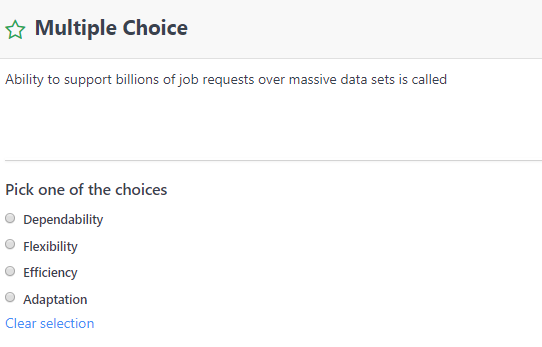 Multiple Choice
Ability to support billions of job requests over massive data sets is called
Pick one of the choices
Dependability
Flexibility
Efficiency
Adaptation
Clear selection